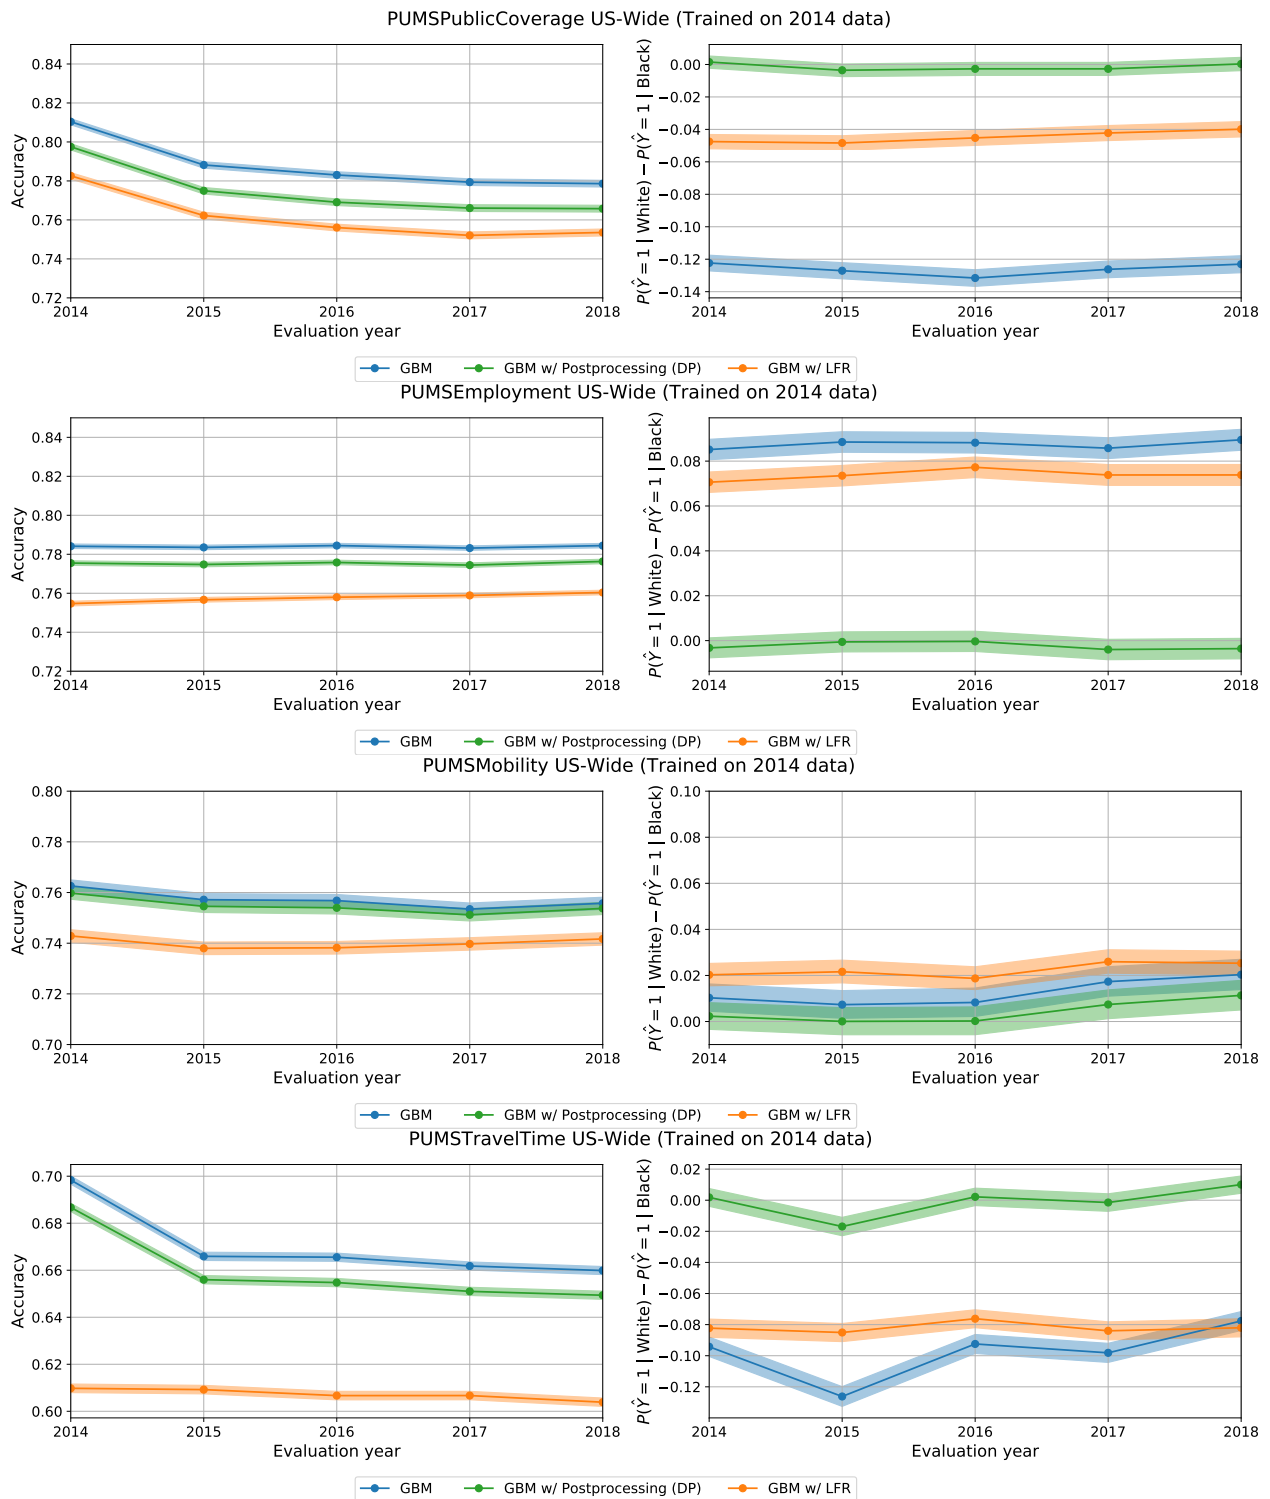 PUMSPublicCoverage US-Wide (Trained on 2014 data)
Accuracy
0.84
0.82
0.80
0.78
0.76
0.74
0.72
2014 2015 2016 2017 2018
Evaluation year
P(Ŷ = 1 | White) − P(Ŷ = 1 | Black)
0.00
−0.02
−0.04
−0.06
−0.08
−0.10
−0.12
−0.14
2014 2015 2016 2017 2018
Evaluation year
GBM GBM w/ Postprocessing (DP) GBM w/ LFR
PUMSEmployment US-Wide (Trained on 2014 data)
Accuracy
0.84
0.82
0.80
0.78
0.76
0.74
0.72
2014 2015 2016 2017 2018
Evaluation year
P(Ŷ = 1 | White) − P(Ŷ = 1 | Black)
0.08
0.06
0.04
0.02
0.00
2014 2015 2016 2017 2018
Evaluation year
GBM GBM w/ Postprocessing (DP) GBM w/ LFR
PUMSMobility US-Wide (Trained on 2014 data)
Accuracy
0.80
0.78
0.76
0.74
0.72
0.70
2014 2015 2016 2017 2018
Evaluation year
P(Ŷ = 1 | White) − P(Ŷ = 1 | Black)
0.10
0.08
0.06
0.04
0.02
0.00
2014 2015 2016 2017 2018
Evaluation year
GBM GBM w/ Postprocessing (DP) GBM w/ LFR
PUMSTravelTime US-Wide (Trained on 2014 data)
Accuracy
0.70
0.68
0.66
0.64
0.62
0.60
2014 2015 2016 2017 2018
Evaluation year
P(Ŷ = 1 | White) − P(Ŷ = 1 | Black)
0.02
0.00
−0.02
−0.04
−0.06
−0.08
−0.10
−0.12
2014 2015 2016 2017 2018
Evaluation year
GBM GBM w/ Postprocessing (DP) GBM w/ LFR